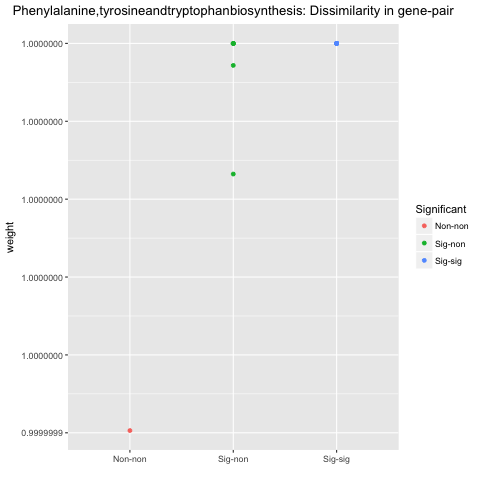 Phenylalanine,tyrosineandtryptophanbiosynthesis: Dissimilarity in gene-pair
1.0000000
1.0000000
1.0000000
1.0000000
1.0000000
0.9999999
weight
Non-non
Sig-non
Sig-sig
Significant
Non-non
Sig-non
Sig-sig